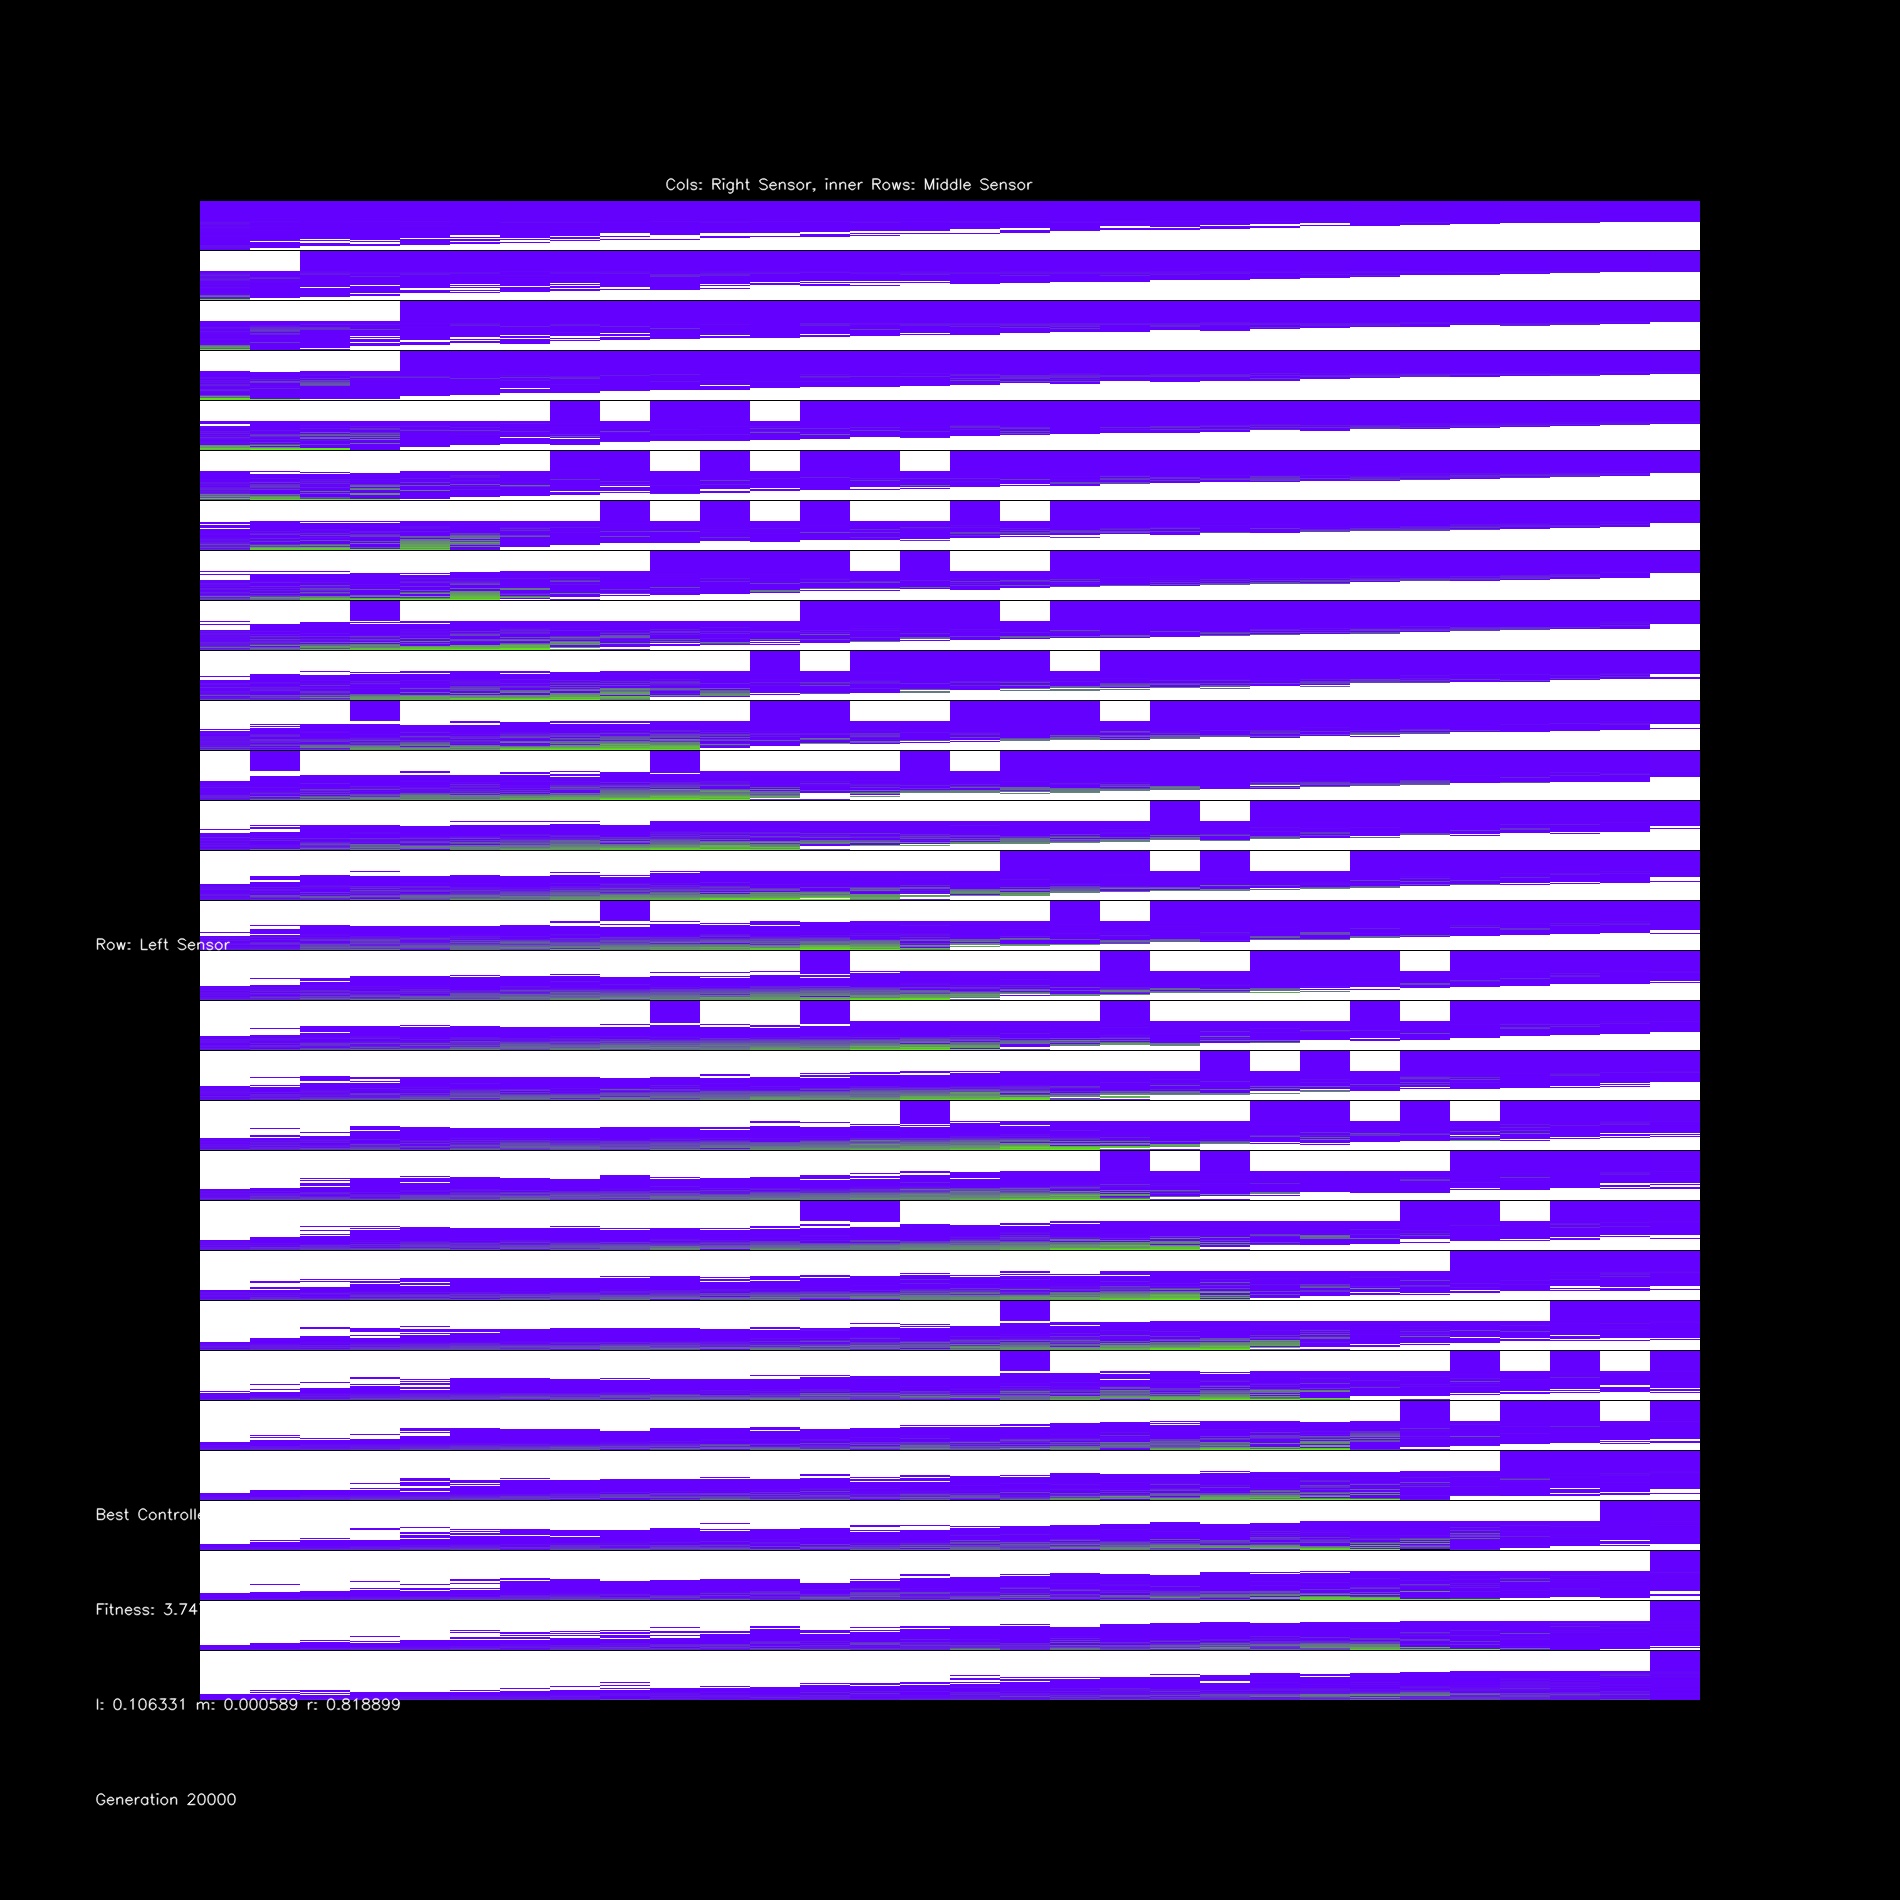 Cols: Right Sensor, inner Rows: Middle Sensor
Row: Left Sensor
Best
Fitness: 3.74
l: 0.106331 m: 0.000589 r: 0.818899
Generation 20000